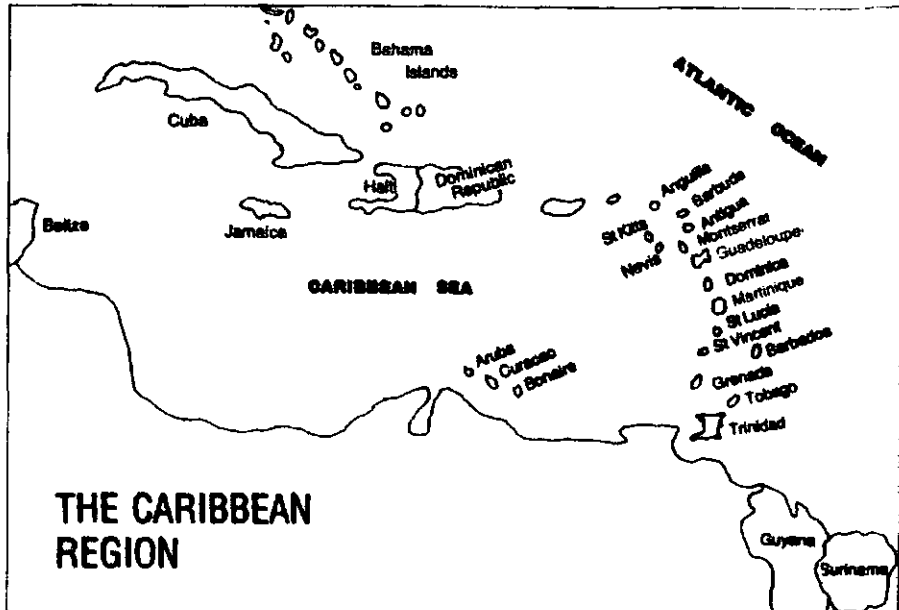 Bahama
Islands
ATLANTIC OCEAN
Cuba
Haiti
Dominican
Republic
Belize
Jamaica
Anguilla
Barbuda
Antigua
St Kitts
Montserrat
Nevis
Guadeloupe
CARIBBEAN SEA
Dominica
Martinique
St Lucia
St Vincent
Barbados
Aruba
Curacao
Bonaire
Grenada
Tobago
Trinidad
THE CARIBBEAN
REGION
Guyana
Suriname